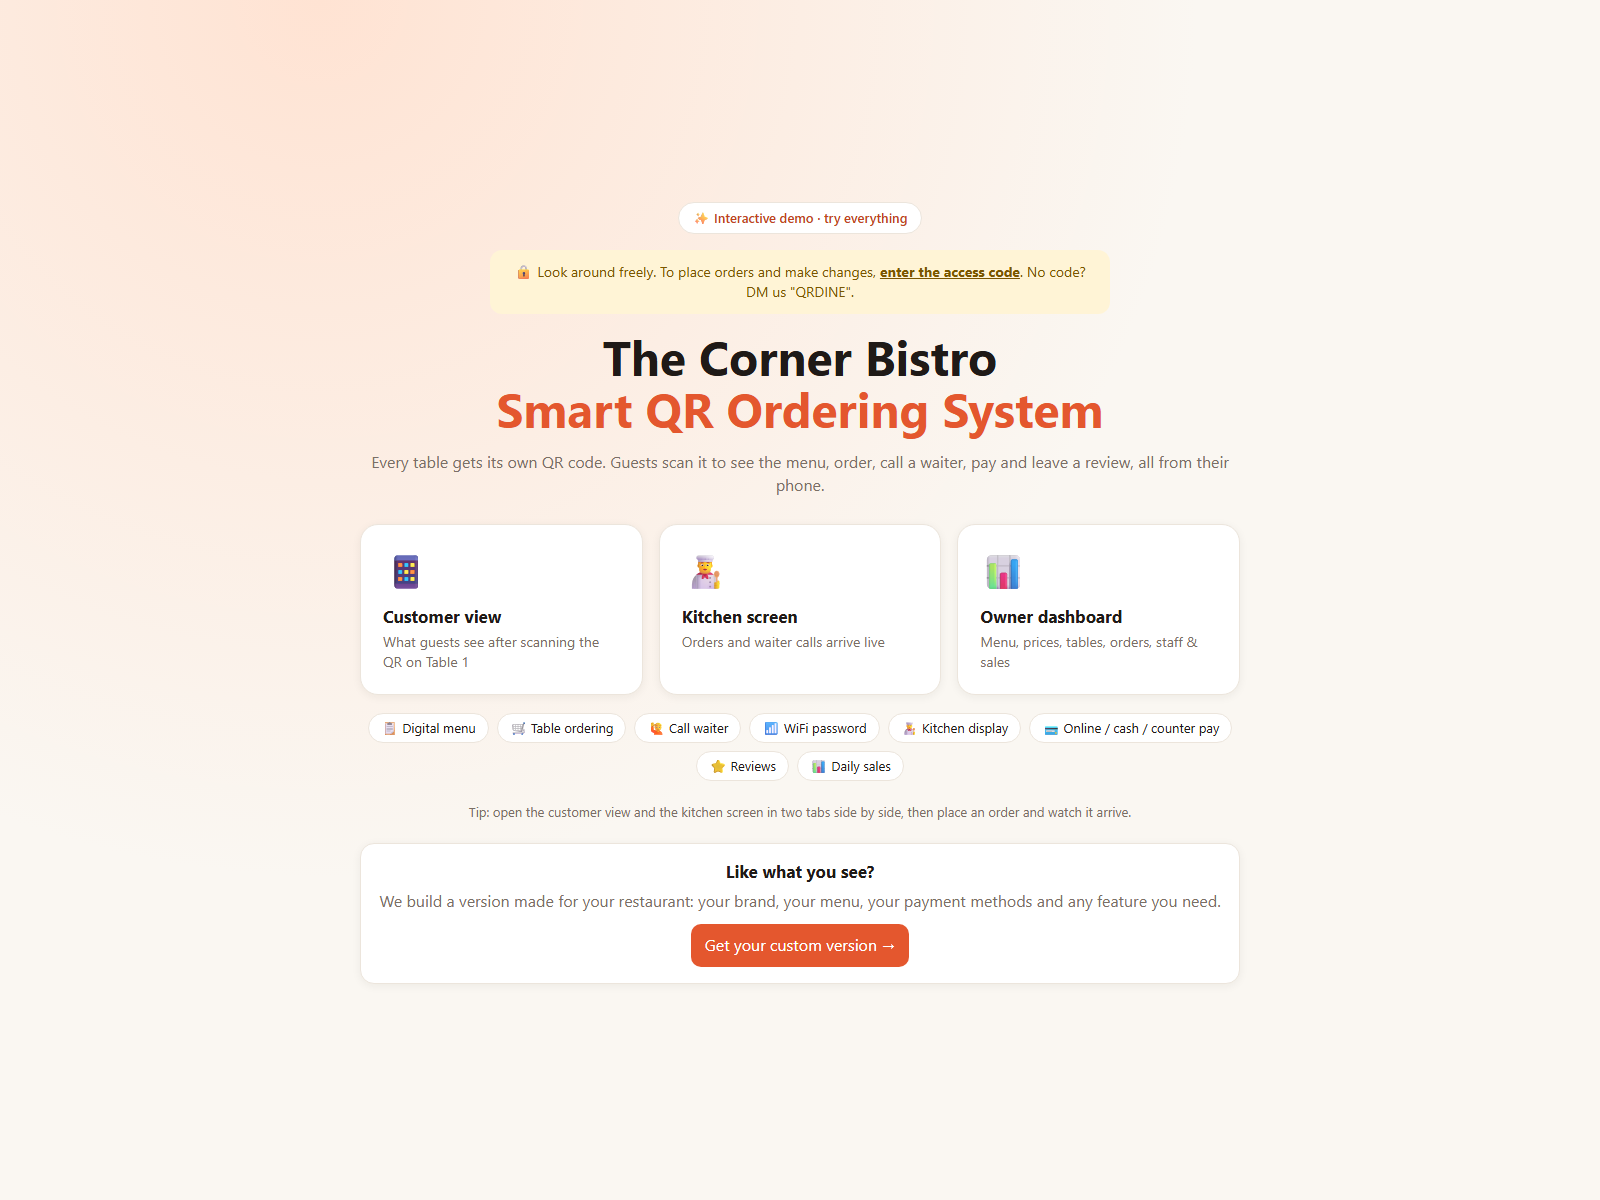 Interactive demo · try everything
Look around freely. To place orders and make changes, enter the access code. No code?
DM us "QRDINE".
The Corner Bistro
Smart QR Ordering System
Every table gets its own QR code. Guests scan it to see the menu, order, call a waiter, pay and leave a review, all from their
phone.
Customer view
What guests see after scanning the
QR on Table 1
Kitchen screen
Orders and waiter calls arrive live
Owner dashboard
Menu, prices, tables, orders, staff &
sales
Digital menu
Table ordering
Call waiter
WiFi password
Kitchen display
Online / cash / counter pay
Reviews
Daily sales
Tip: open the customer view and the kitchen screen in two tabs side by side, then place an order and watch it arrive.
Like what you see?
We build a version made for your restaurant: your brand, your menu, your payment methods and any feature you need.
Get your custom version →